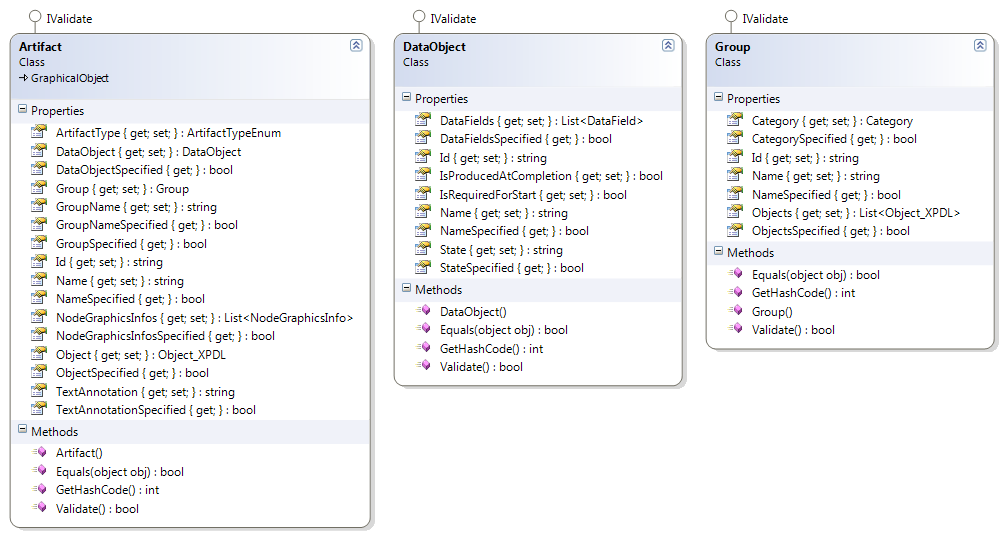 IValidate
Artifact
Class
GraphicalObject
Properties
ArtifactType { get; set; } : ArtifactTypeEnum
DataObject { get; set; } : DataObject
DataObjectSpecified { get; } : bool
Group { get; set; } : Group
GroupName { get; set; } : string
GroupNameSpecified { get; } : bool
GroupSpecified { get; } : bool
Id { get; set; } : string
Name { get; set; } : string
NameSpecified { get; } : bool
NodeGraphicsInfos { get; set; } : List<NodeGraphicsInfo>
NodeGraphicsInfosSpecified { get; } : bool
Object { get; set; } : Object_XPDL
ObjectSpecified { get; } : bool
TextAnnotation { get; set; } : string
TextAnnotationSpecified { get; } : bool
Methods
Artifact()
Equals(object obj) : bool
GetHashCode() : int
Validate() : bool
IValidate
DataObject
Class
Properties
DataFields { get; set; } : List<DataField>
DataFieldsSpecified { get; } : bool
Id { get; set; } : string
IsProducedAtCompletion { get; set; } : bool
IsRequiredForStart { get; set; } : bool
Name { get; set; } : string
NameSpecified { get; } : bool
State { get; set; } : string
StateSpecified { get; } : bool
Methods
DataObject()
Equals(object obj) : bool
GetHashCode() : int
Validate() : bool
IValidate
Group
Class
Properties
Category { get; set; } : Category
CategorySpecified { get; } : bool
Id { get; set; } : string
Name { get; set; } : string
NameSpecified { get; } : bool
Objects { get; set; } : List<Object_XPDL>
ObjectsSpecified { get; } : bool
Methods
Equals(object obj) : bool
GetHashCode() : int
Group()
Validate() : bool